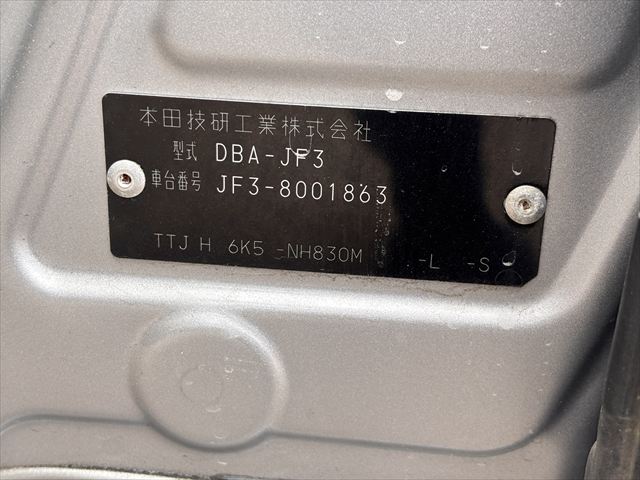 本田技研工業株式会社
型式 DBA-JF3
車台番号 JF3-8001863
TTJ H 6K5 -NH830M -L -S